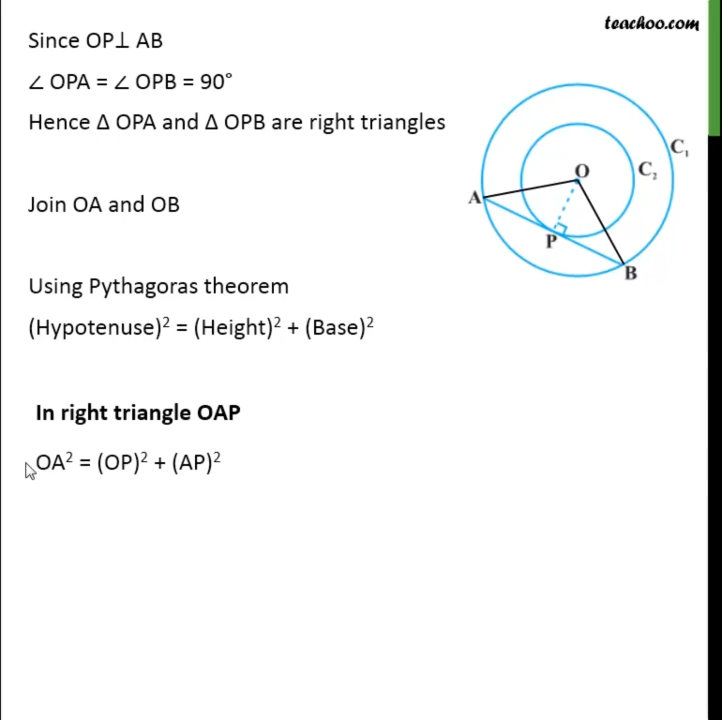 teachoo.com
Since OP⊥ AB
∠ OPA = ∠ OPB = 90°
Hence Δ OPA and Δ OPB are right triangles
Join OA and OB
Using Pythagoras theorem
(Hypotenuse)² = (Height)² + (Base)²
In right triangle OAP
OA² = (OP)² + (AP)²
C₁
O
C₂
A
P
B